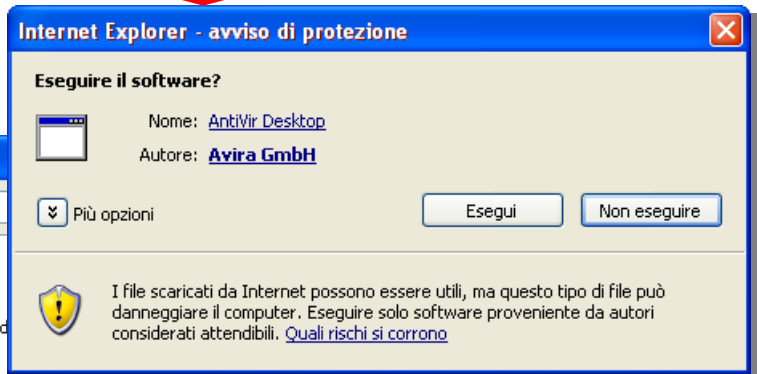 Internet Explorer - avviso di protezione
Eseguire il software?
Nome: AntiVir Desktop
Autore: Avira GmbH
Più opzioni
Esegui
Non eseguire
I file scaricati da Internet possono essere utili, ma questo tipo di file può
danneggiare il computer. Eseguire solo software proveniente da autori
considerati attendibili. Quali rischi si corrono